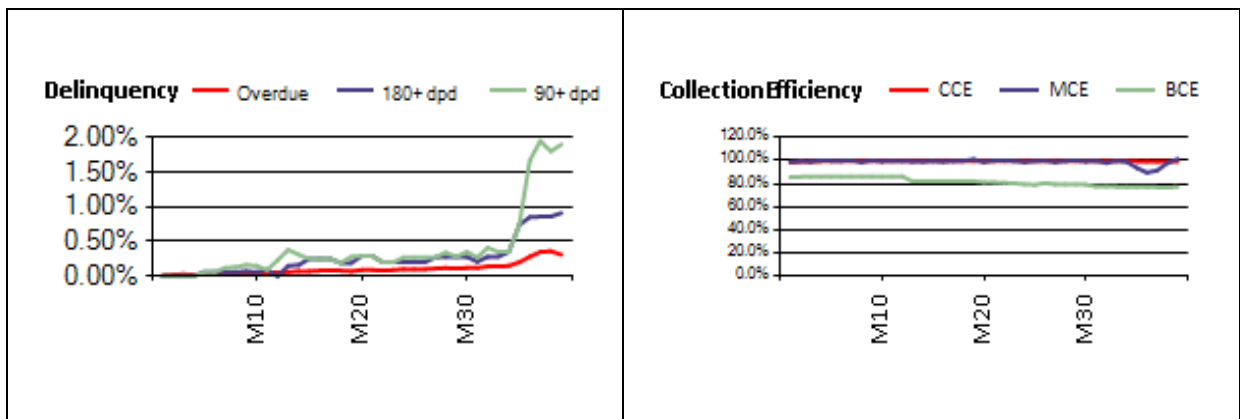 Delinquency Overdue 180+ dpd 90+ dpd
2.00%
1.50%
1.00%
0.50%
0.00%
M10
M20
M30
Collection Efficiency CCE MCE BCE
120.0%
100.0%
80.0%
60.0%
40.0%
20.0%
0.0%
M10
M20
M30